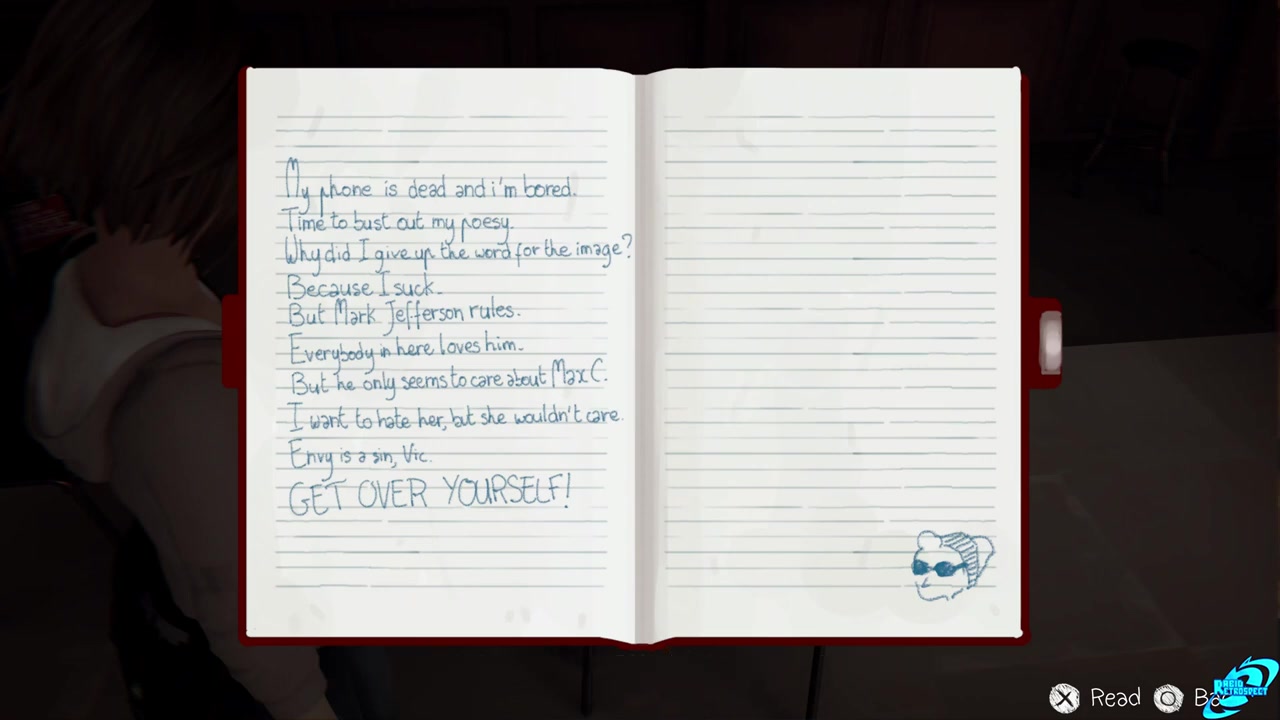 My phone is dead and i'm bored.
Time to bust out my poesy.
Why did I give up the word for the image?
Because I suck.
But Mark Jefferson rules.
Everybody in here loves him.
But he only seems to care about Max C.
I want to hate her, but she wouldn't care.
Envy is a sin, Vic.
GET OVER YOURSELF!
Read
RETROSPECT